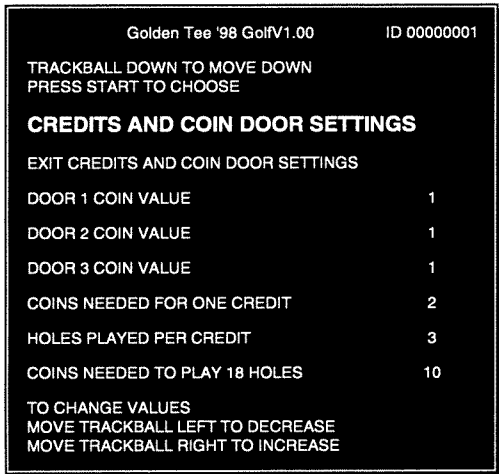 Golden Tee '98 GolfV1.00 ID 00000001
TRACKBALL DOWN TO MOVE DOWN
PRESS START TO CHOOSE
CREDITS AND COIN DOOR SETTINGS
EXIT CREDITS AND COIN DOOR SETTINGS
DOOR 1 COIN VALUE 1
DOOR 2 COIN VALUE 1
DOOR 3 COIN VALUE 1
COINS NEEDED FOR ONE CREDIT 2
HOLES PLAYED PER CREDIT 3
COINS NEEDED TO PLAY 18 HOLES 10
TO CHANGE VALUES
MOVE TRACKBALL LEFT TO DECREASE
MOVE TRACKBALL RIGHT TO INCREASE